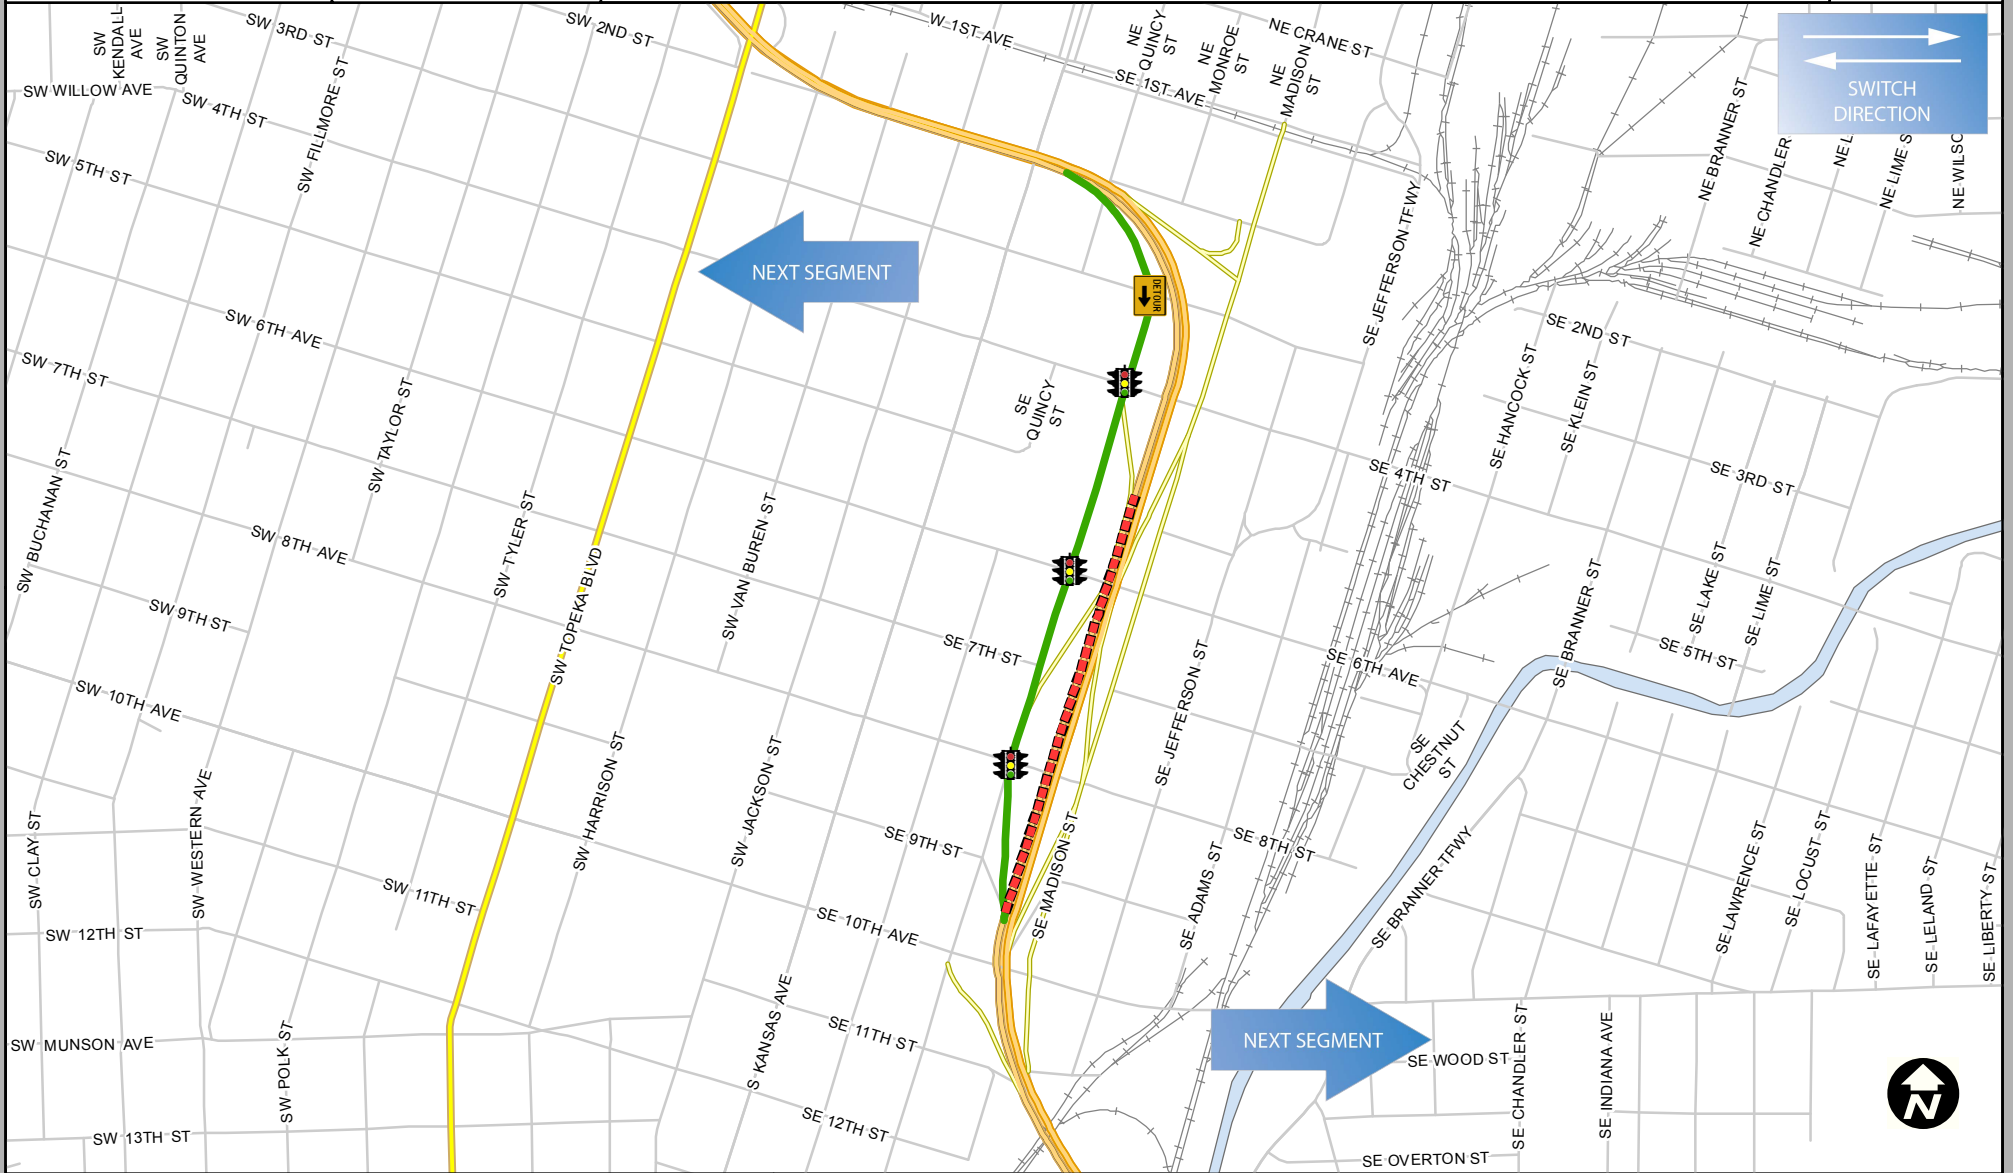 SW
KENDALL
AVE
SW
QUINTON
AVE
SW 3RD ST
SW 2ND ST
W 1ST AVE
NE
QUINCY
ST
NE
MONROE
ST
NE
MADISON
ST
NE CRANE ST
SWITCH
DIRECTION
SW WILLOW AVE
SW 4TH ST
SW FILLMORE ST
SE 1ST AVE
NE BRANNER ST
NE CHANDLER
NE L
NE LIME S
NE WILSO
SW 5TH ST
SE JEFFERSON TFWY
NEXT SEGMENT
DETOUR
SW 6TH AVE
SE 2ND ST
SW 7TH ST
SW TAYLOR ST
SE
QUINCY
ST
SE HANCOCK ST
SE KLEIN ST
SE 4TH ST
SE 3RD ST
SW BUCHANAN ST
SW 8TH AVE
SW TYLER ST
SW TOPEKA BLVD
SW VAN BUREN ST
SW 9TH ST
SE 7TH ST
SE 6TH AVE
SE BRANNER ST
SE LAKE ST
SE LIME ST
SE 5TH ST
SW 10TH AVE
SE JEFFERSON ST
SE
CHESTNUT
ST
SW HARRISON ST
SW JACKSON ST
SW CLAY ST
SW WESTERN AVE
SE 9TH ST
SE MADISON ST
SE 8TH ST
SE BRANNER TFWY
SE LAWRENCE ST
SE LOCUST ST
SE LAFAYETTE ST
SE LELAND ST
SE LIBERTY ST
SW 11TH ST
SE 10TH AVE
SE ADAMS ST
SW 12TH ST
SW MUNSON AVE
SW POLK ST
S KANSAS AVE
SE 11TH ST
NEXT SEGMENT
SE WOOD ST
SE CHANDLER ST
SE INDIANA AVE
N
SW 13TH ST
SE 12TH ST
SE OVERTON ST